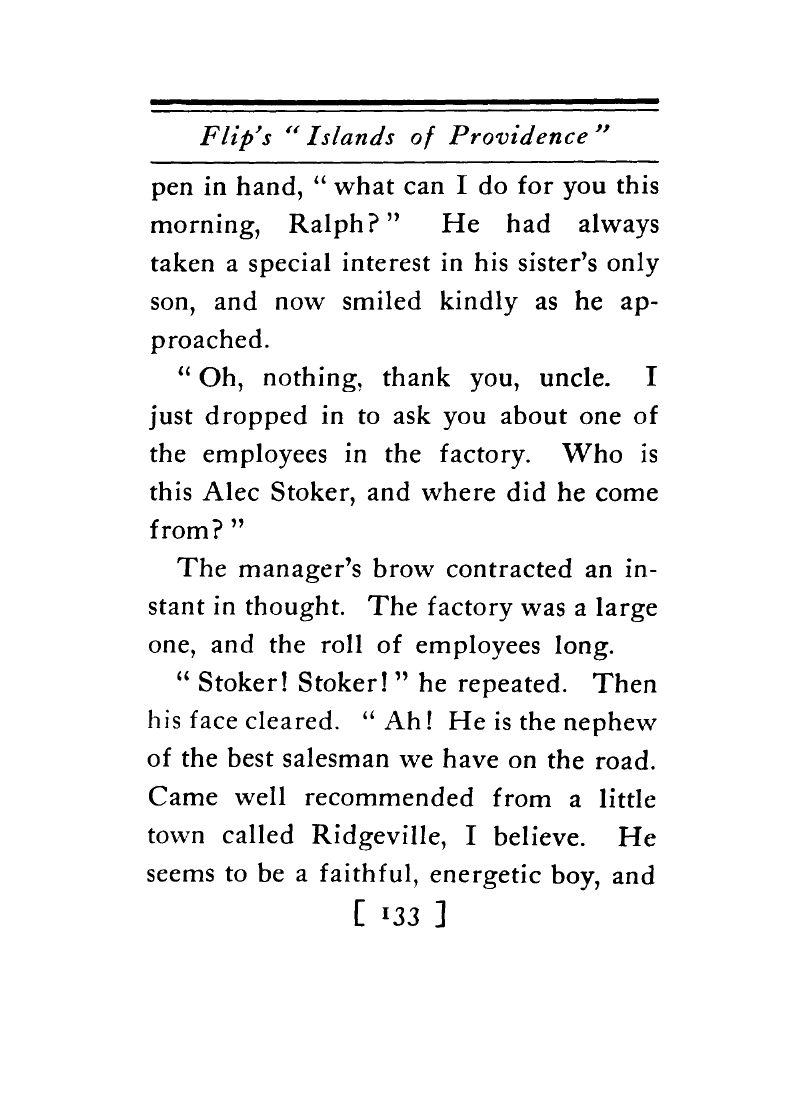 Flip's “ Islands of Providence ”
pen in hand, “ what can I do for you this
morning, Ralph? ” He had always
taken a special interest in his sister's only
son, and now smiled kindly as he ap-
proached.
“ Oh, nothing, thank you, uncle. I
just dropped in to ask you about one of
the employees in the factory. Who is
this Alec Stoker, and where did he come
from? ”
The manager's brow contracted an in-
stant in thought. The factory was a large
one, and the roll of employees long.
“ Stoker! Stoker! ” he repeated. Then
his face cleared. “ Ah! He is the nephew
of the best salesman we have on the road.
Came well recommended from a little
town called Ridgeville, I believe. He
seems to be a faithful, energetic boy, and
[ 133 ]